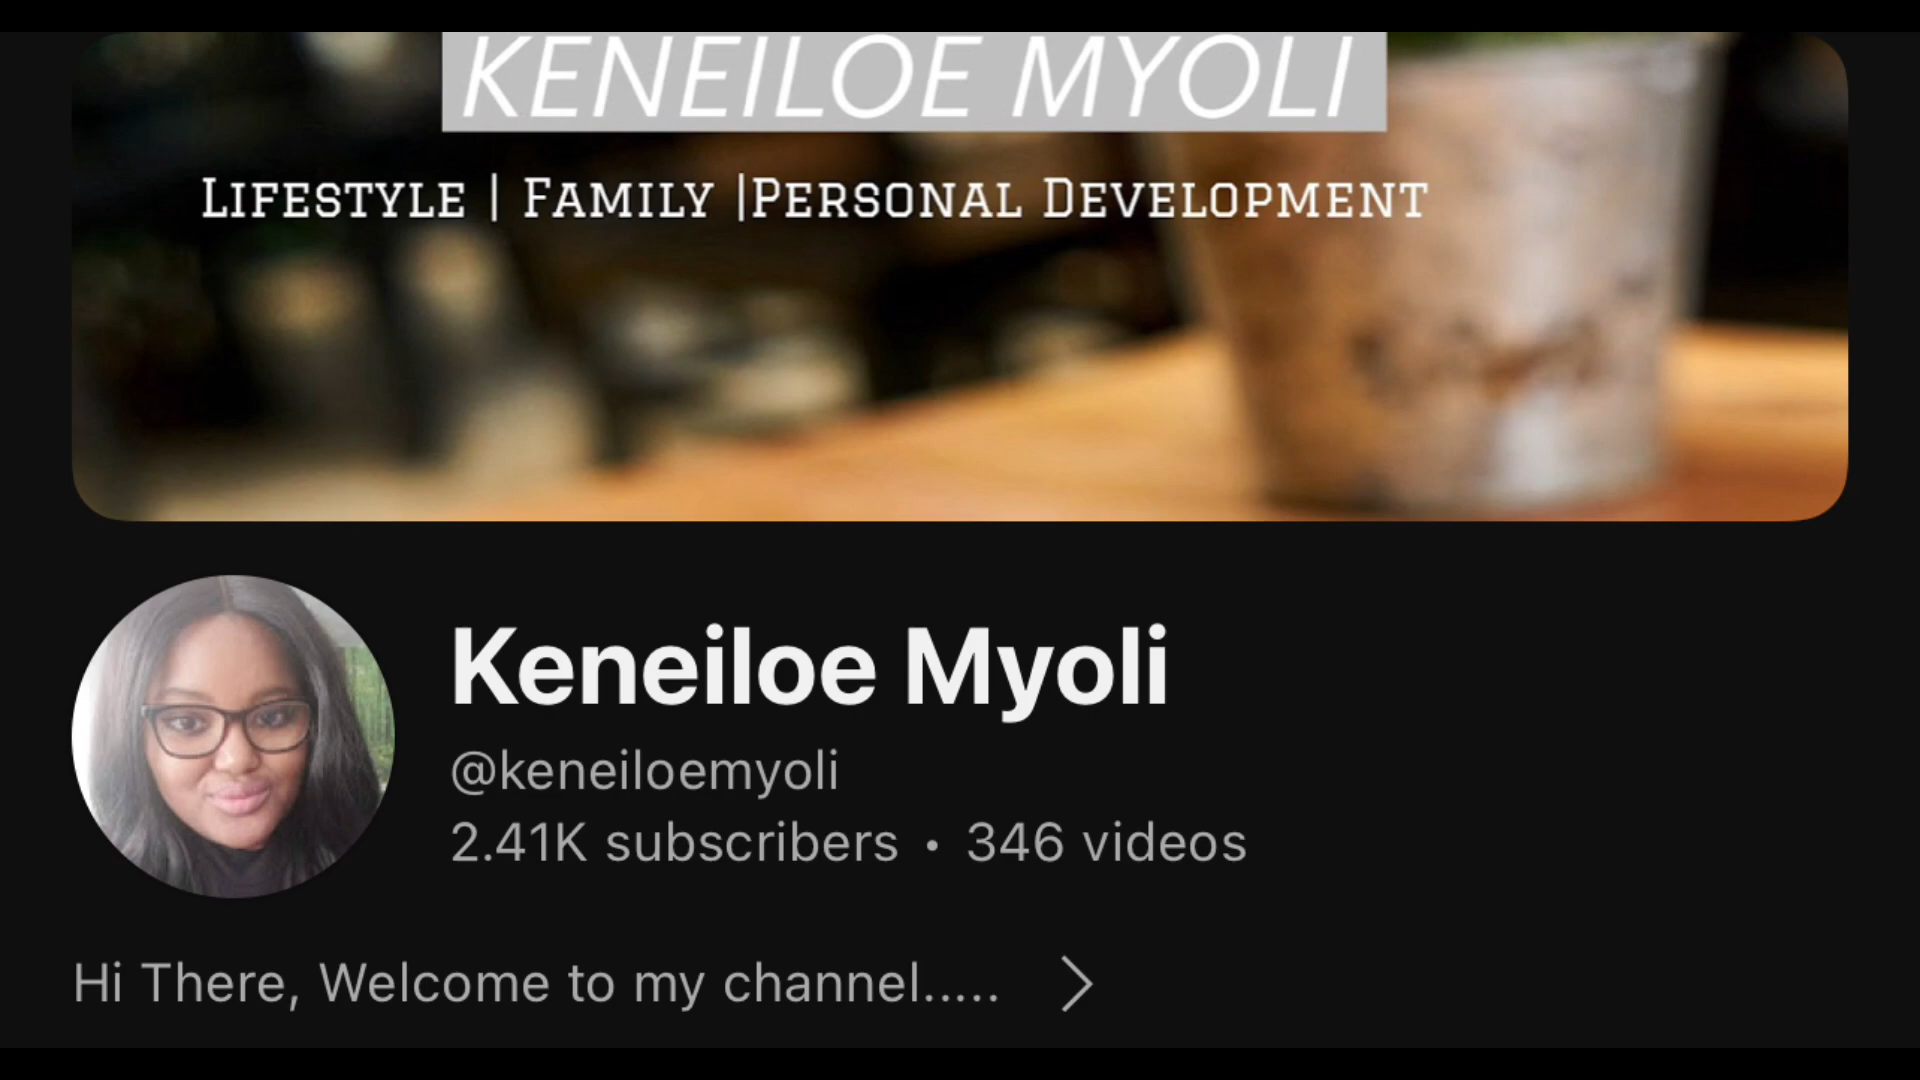 KENEILOE MYOLI
LIFESTYLE | FAMILY |PERSONAL DEVELOPMENT
Keneiloe Myoli
@keneiloemyoli
2.41K subscribers • 346 videos
Hi There, Welcome to my channel.....